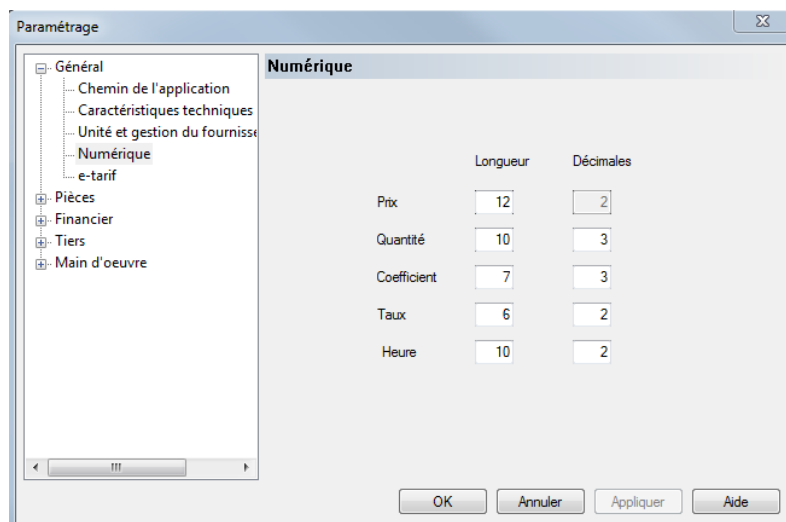 Paramétrage
Général
Chemin de l'application
Caractéristiques techniques
Unité et gestion du fournisse
Numérique
e-tarif
Pièces
Financier
Tiers
Main d'oeuvre
Numérique
Longueur Décimales
Prix 12 2
Quantité 10 3
Coefficient 7 3
Taux 6 2
Heure 10 2
OK Annuler Appliquer Aide